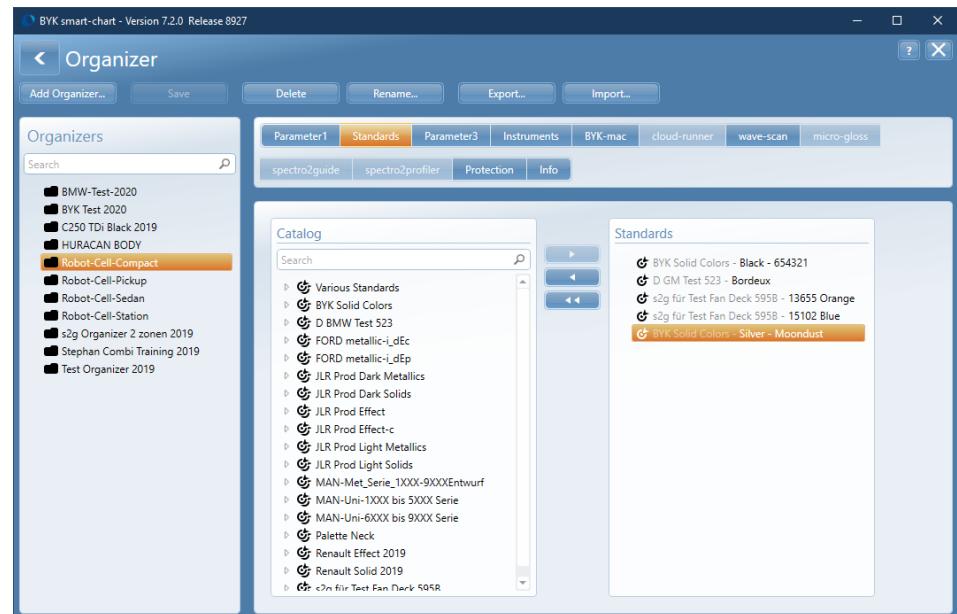 BYK smart-chart - Version 7.2.0 Release 8927
Organizer
?
Add Organizer... Save Delete Rename... Export... Import...
Organizers
Search
BMW-Test-2020
BYK Test 2020
C250 TDi Black 2019
HURACAN BODY
Robot-Cell-Compact
Robot-Cell-Pickup
Robot-Cell-Sedan
Robot-Cell-Station
s2g Organizer 2 zonen 2019
Stephan Combi Training 2019
Test Organizer 2019
Parameter1 Standards Parameter3 Instruments BYK-mac cloud-runner wave-scan micro-gloss
spectro2guide spectro2profiler Protection Info
Catalog
Search
Various Standards
BYK Solid Colors
D BMW Test 523
FORD metallic-i_dEc
FORD metallic-i_dEp
JLR Prod Dark Metallics
JLR Prod Dark Solids
JLR Prod Effect
JLR Prod Effect-c
JLR Prod Light Metallics
JLR Prod Light Solids
MAN-Met_Serie_1XXX-9XXXEntwurf
MAN-Uni-1XXX bis 5XXX Serie
MAN-Uni-6XXX bis 9XXX Serie
Palette Neck
Renault Effect 2019
Renault Solid 2019
s2g für Test Fan Deck 595B
Standards
BYK Solid Colors - Black - 654321
D GM Test 523 - Bordeux
s2g für Test Fan Deck 595B - 13655 Orange
s2g für Test Fan Deck 595B - 15102 Blue
BYK Solid Colors - Silver - Moondust